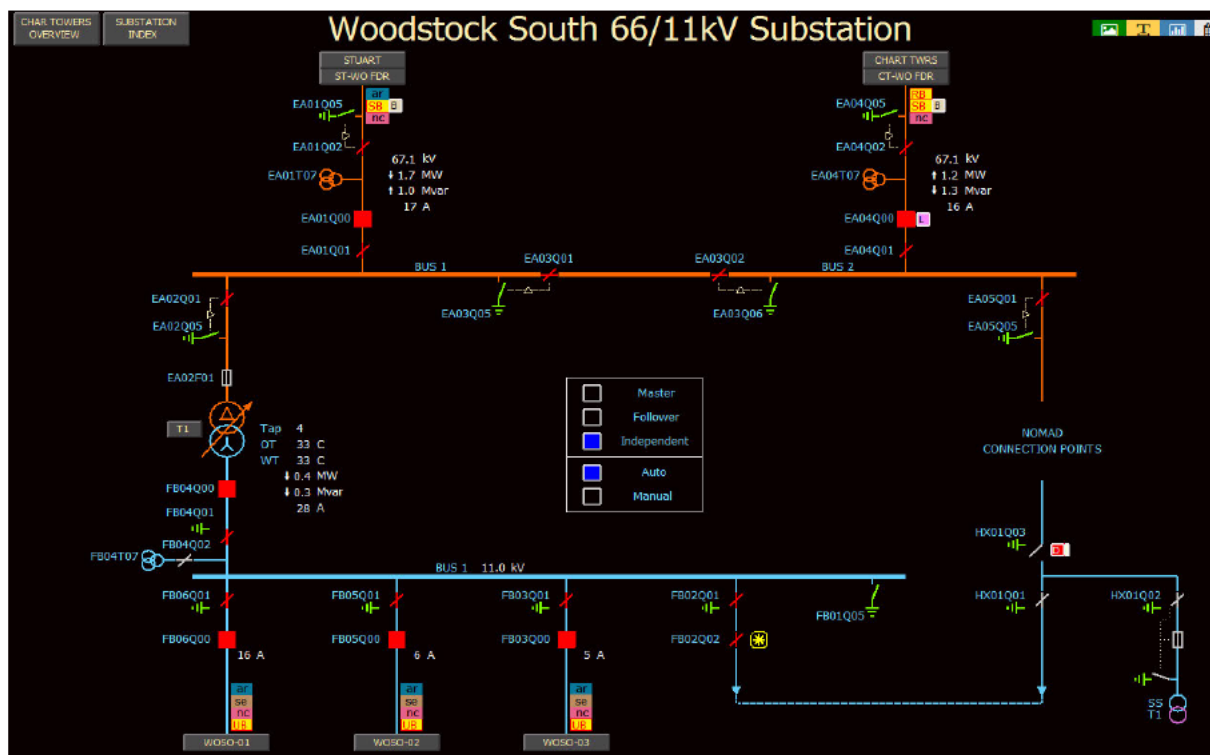 CHAR TOWERS
OVERVIEW
SUBSTATION
INDEX
Woodstock South 66/11kV Substation
T
STUART
ST-WO FDR
CHART TWRS
CT-WO FDR
EA01Q05
ar
SB
B
nc
EA04Q05
RB
SB
B
nc
EA01Q02
EA04Q02
67.1 kV
1.7 MW
1.0 Mvar
17 A
67.1 kV
1.2 MW
1.3 Mvar
16 A
EA01T07
EA04T07
EA01Q00
EA04Q00
L
EA01Q01
EA04Q01
BUS 1
EA03Q01
EA03Q02
BUS 2
EA02Q01
EA03Q05
EA03Q06
EA05Q01
EA02Q05
EA05Q05
EA02F01
Master
Follower
Independent
Auto
Manual
T1
Tap 4
OT 33 C
WT 33 C
0.4 MW
0.3 Mvar
28 A
NOMAD
CONNECTION POINTS
FB04Q00
FB04Q01
FB04Q02
FB04T07
HX01Q03
D
BUS 1 11.0 kV
FB06Q01
FB05Q01
FB03Q01
FB02Q01
FB01Q05
HX01Q01
HX01Q02
FB06Q00
16 A
FB05Q00
6 A
FB03Q00
5 A
FB02Q02
ar
se
nc
UB
ar
se
nc
UB
ar
se
nc
UB
SS
T1
WOSO-01
WOSO-02
WOSO-03